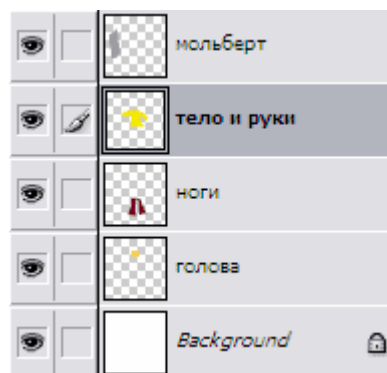 мольберт
тело и руки
ноги
голова
Background